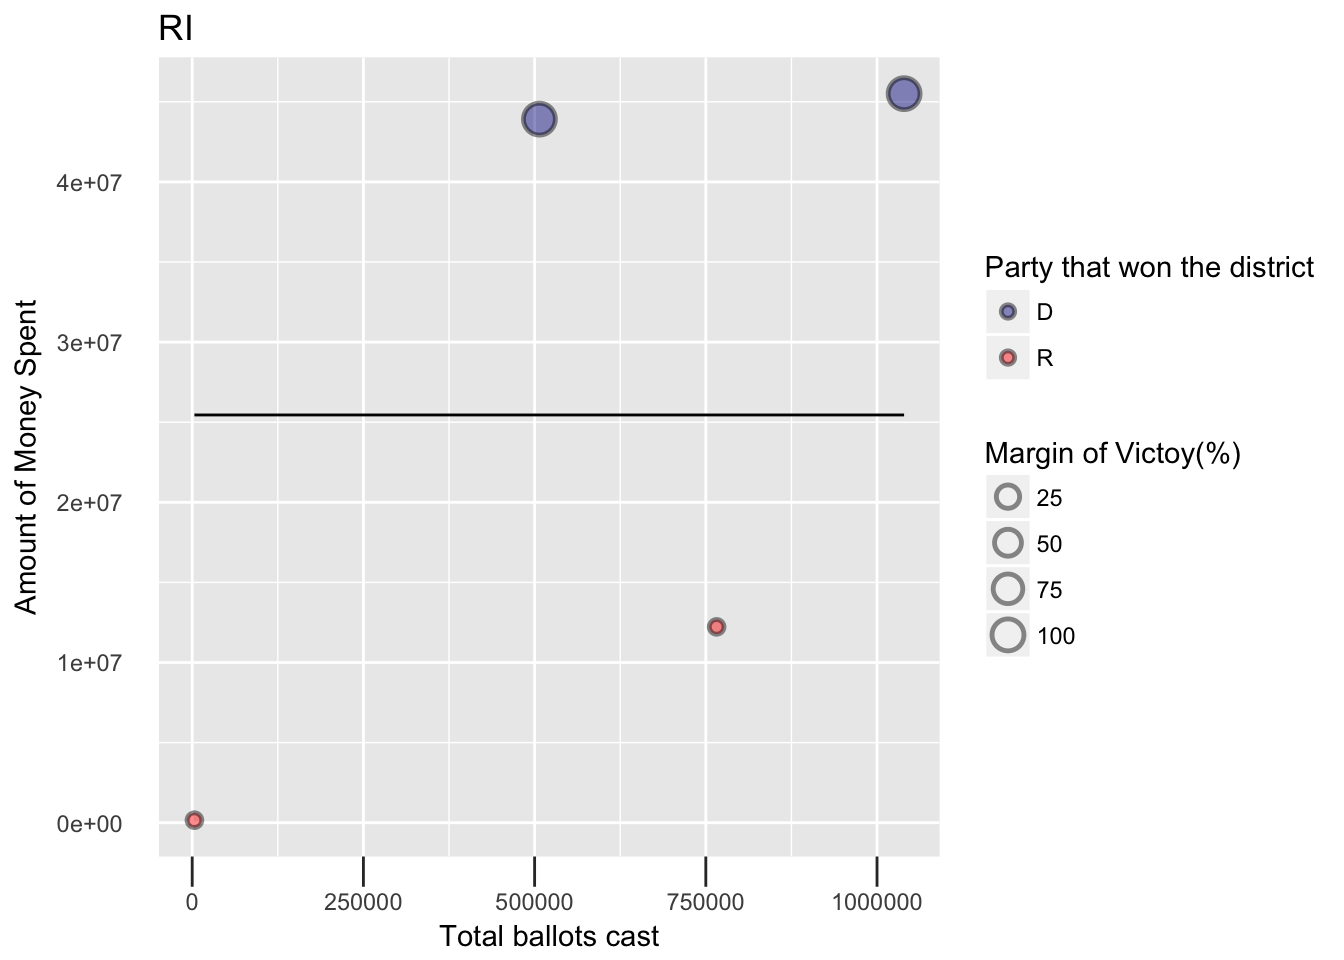 RI
Amount of Money Spent
4e+07
3e+07
2e+07
1e+07
0e+00
0 250000 500000 750000 1000000
Total ballots cast
Party that won the district
D
R
Margin of Victoy(%)
25
50
75
100